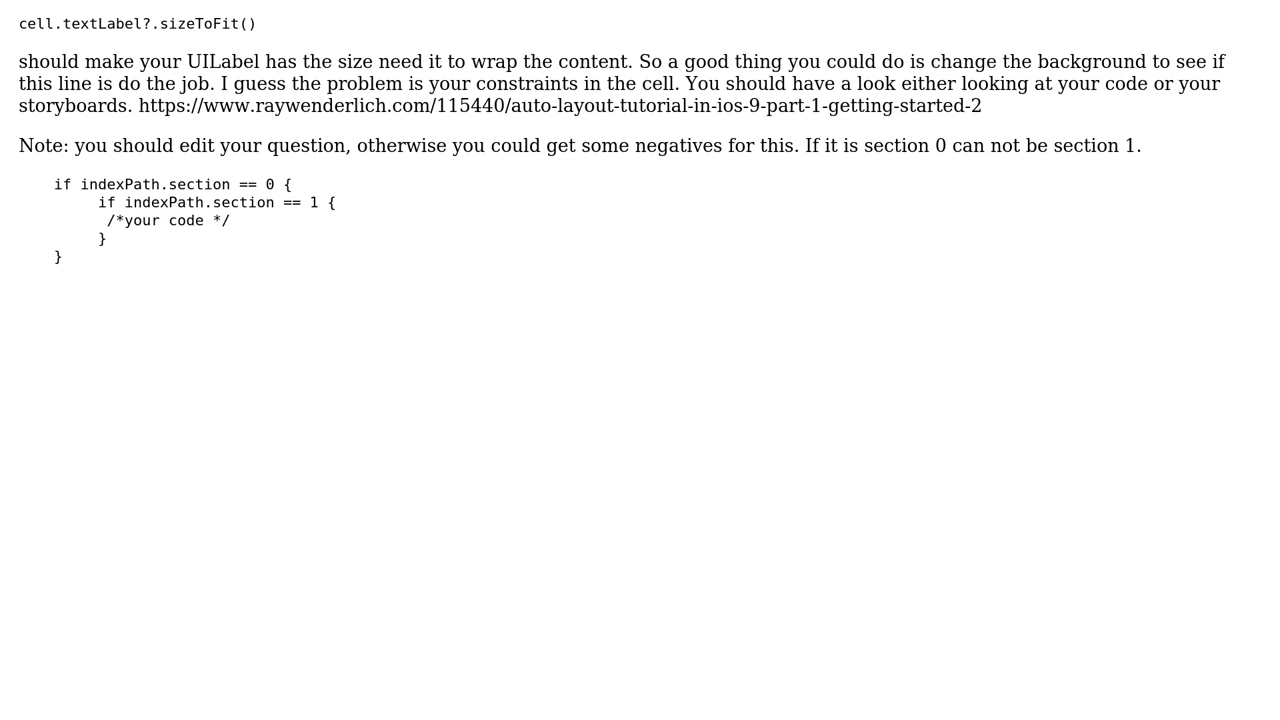 cell.textLabel?.sizeToFit()
should make your UILabel has the size need it to wrap the content. So a good thing you could do is change the background to see if
this line is do the job. I guess the problem is your constraints in the cell. You should have a look either looking at your code or your
storyboards. https://www.raywenderlich.com/115440/auto-layout-tutorial-in-ios-9-part-1-getting-started-2
Note: you should edit your question, otherwise you could get some negatives for this. If it is section 0 can not be section 1.
    if indexPath.section == 0 {
         if indexPath.section == 1 {
          /*your code */
         }
    }